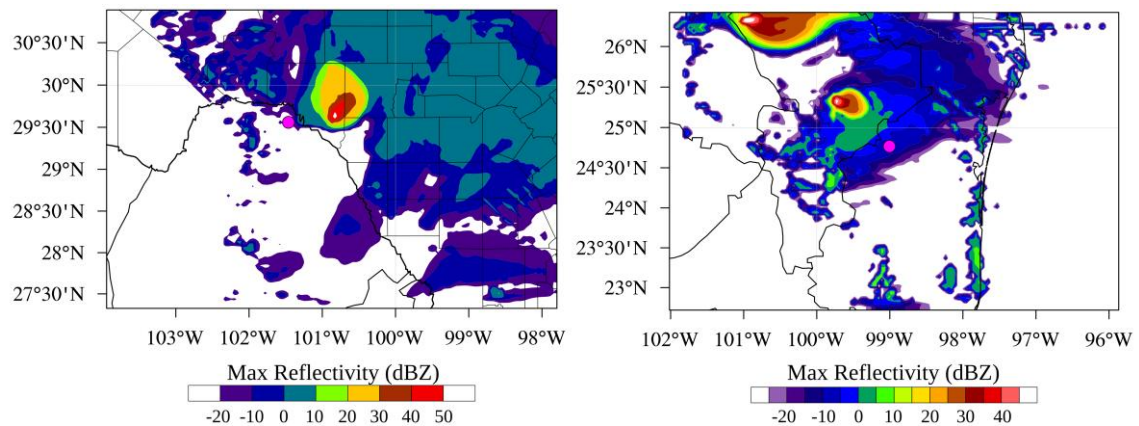 30°30'N
30°N
29°30'N
29°N
28°30'N
28°N
27°30'N
103°W 102°W 101°W 100°W 99°W 98°W
Max Reflectivity (dBZ)
-20 -10 0 10 20 30 40 50
26°N
25°30'N
25°N
24°30'N
24°N
23°30'N
23°N
102°W 101°W 100°W 99°W 98°W 97°W 96°W
Max Reflectivity (dBZ)
-20 -10 0 10 20 30 40